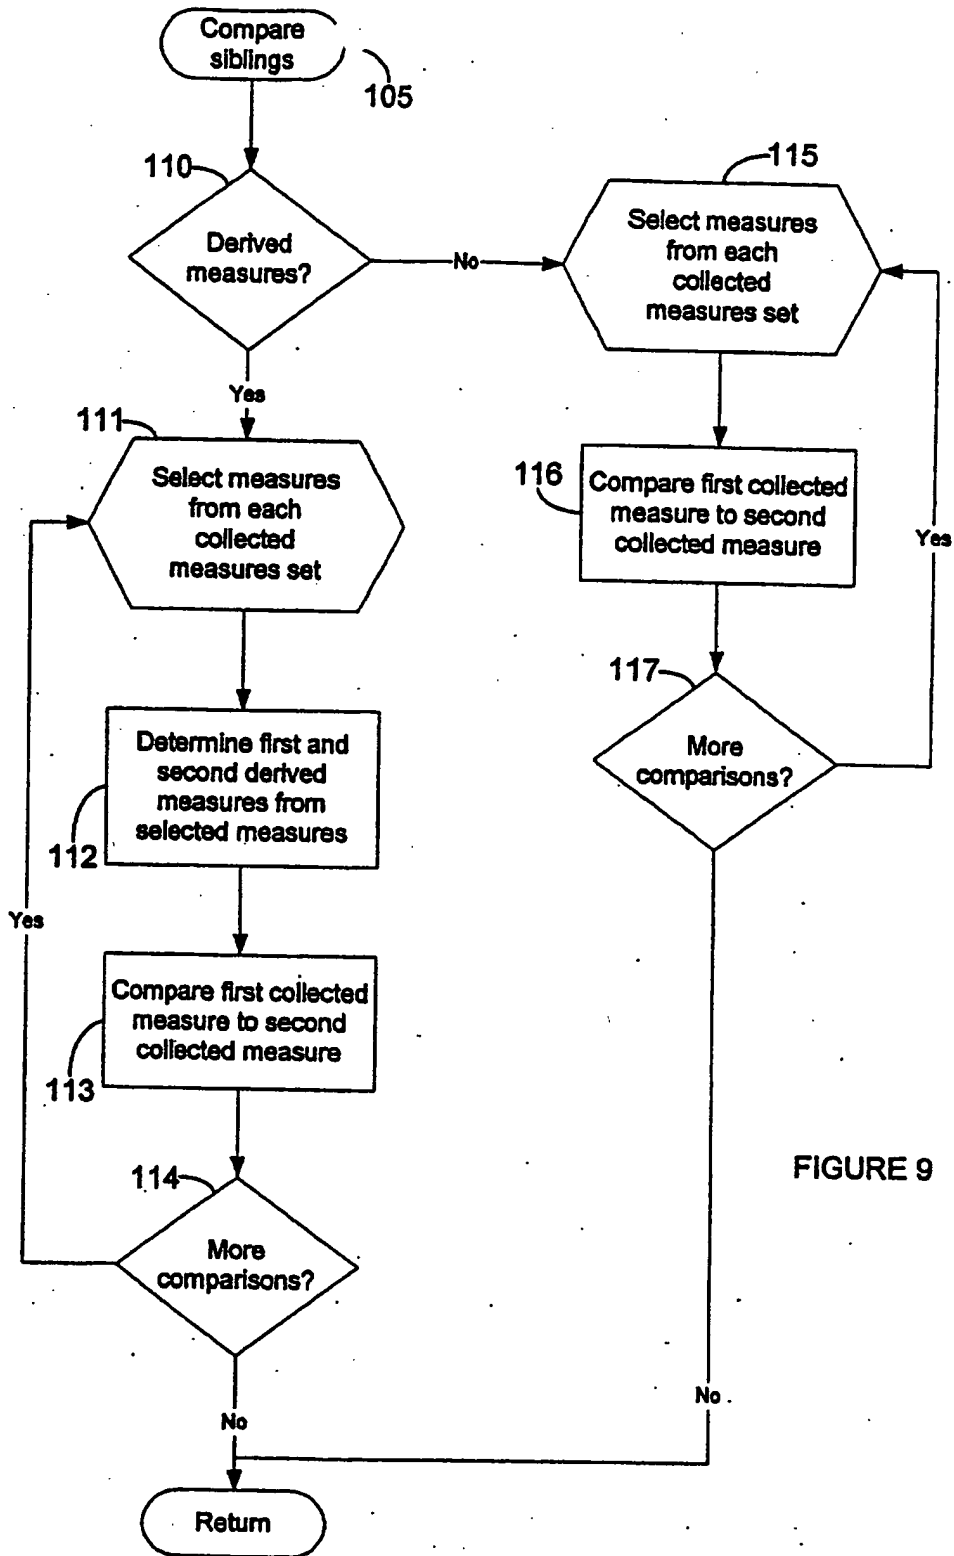 Compare
siblings
105
110
Derived
measures?
No
Yes
115
Select measures
from each
collected
measures set
111
Select measures
from each
collected
measures set
116
Compare first collected
measure to second
collected measure
Yes
117
More
comparisons?
Determine first and
second derived
measures from
selected measures
112
Yes
Compare first collected
measure to second
collected measure
113
114
More
comparisons?
FIGURE 9
No
No
Return